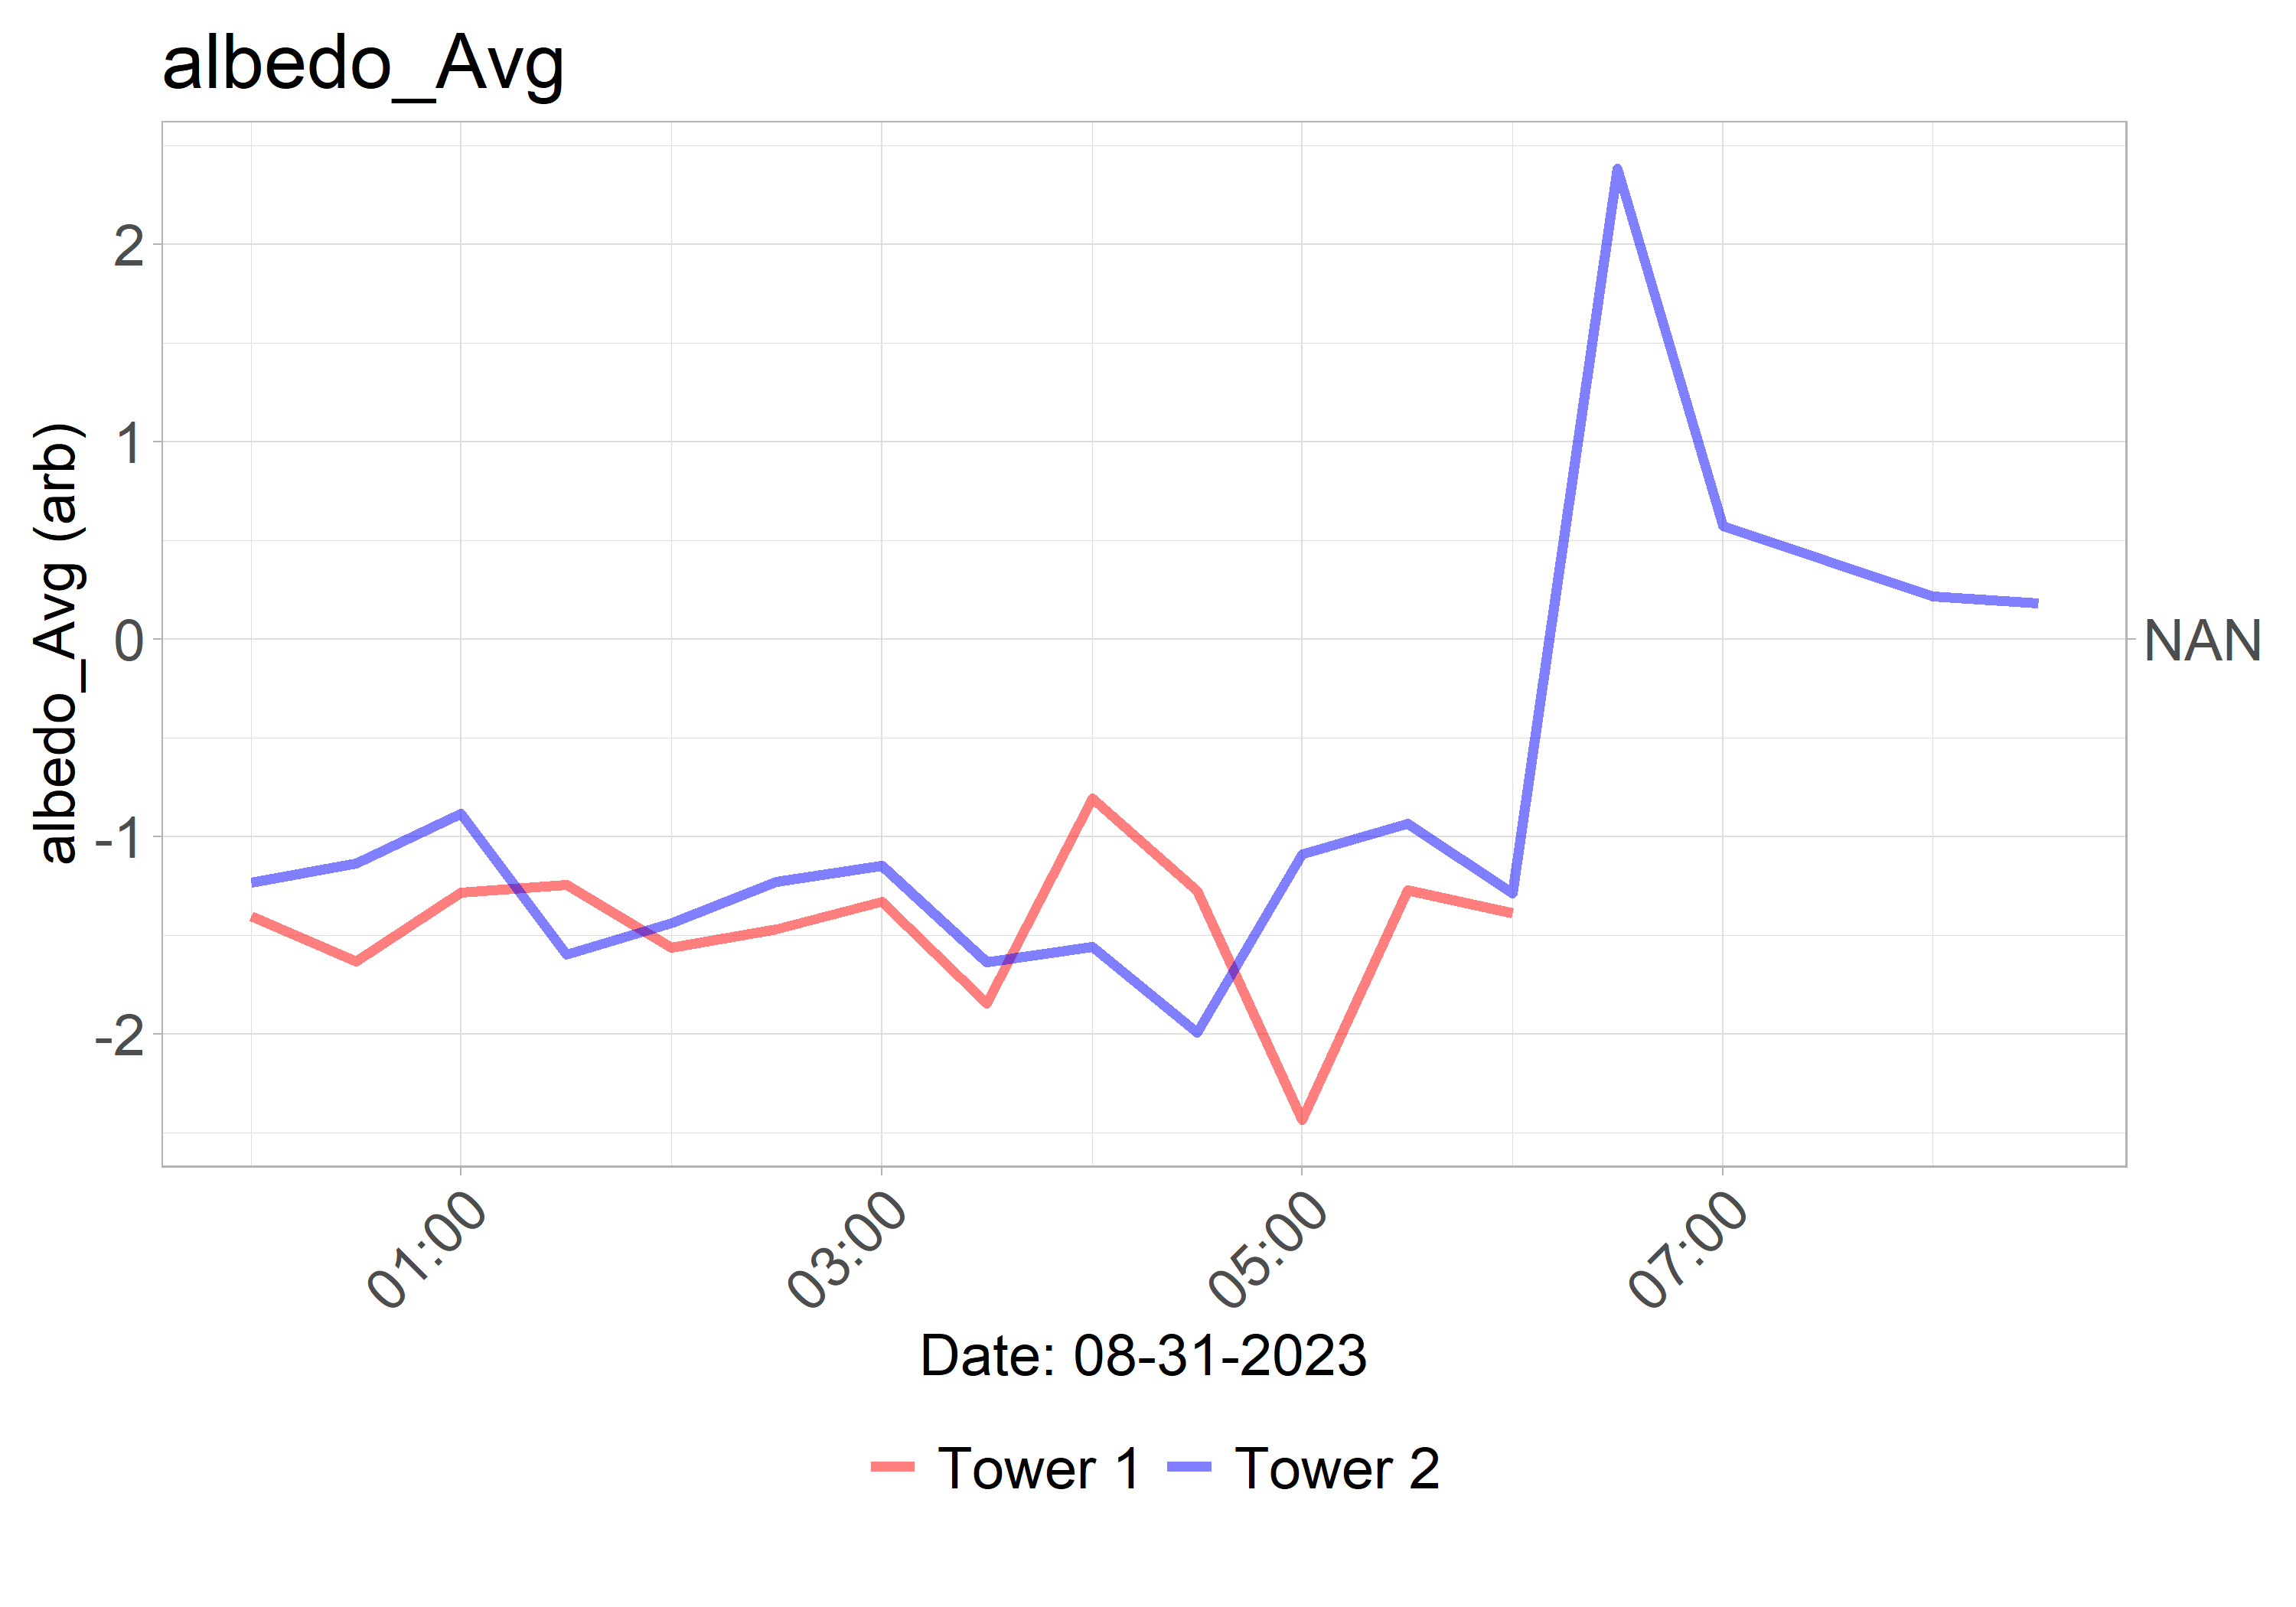 albedo_Avg
albedo_Avg (arb)
2
1
0
-1
-2
NAN
01:00
03:00
05:00
07:00
Date: 08-31-2023
Tower 1
Tower 2